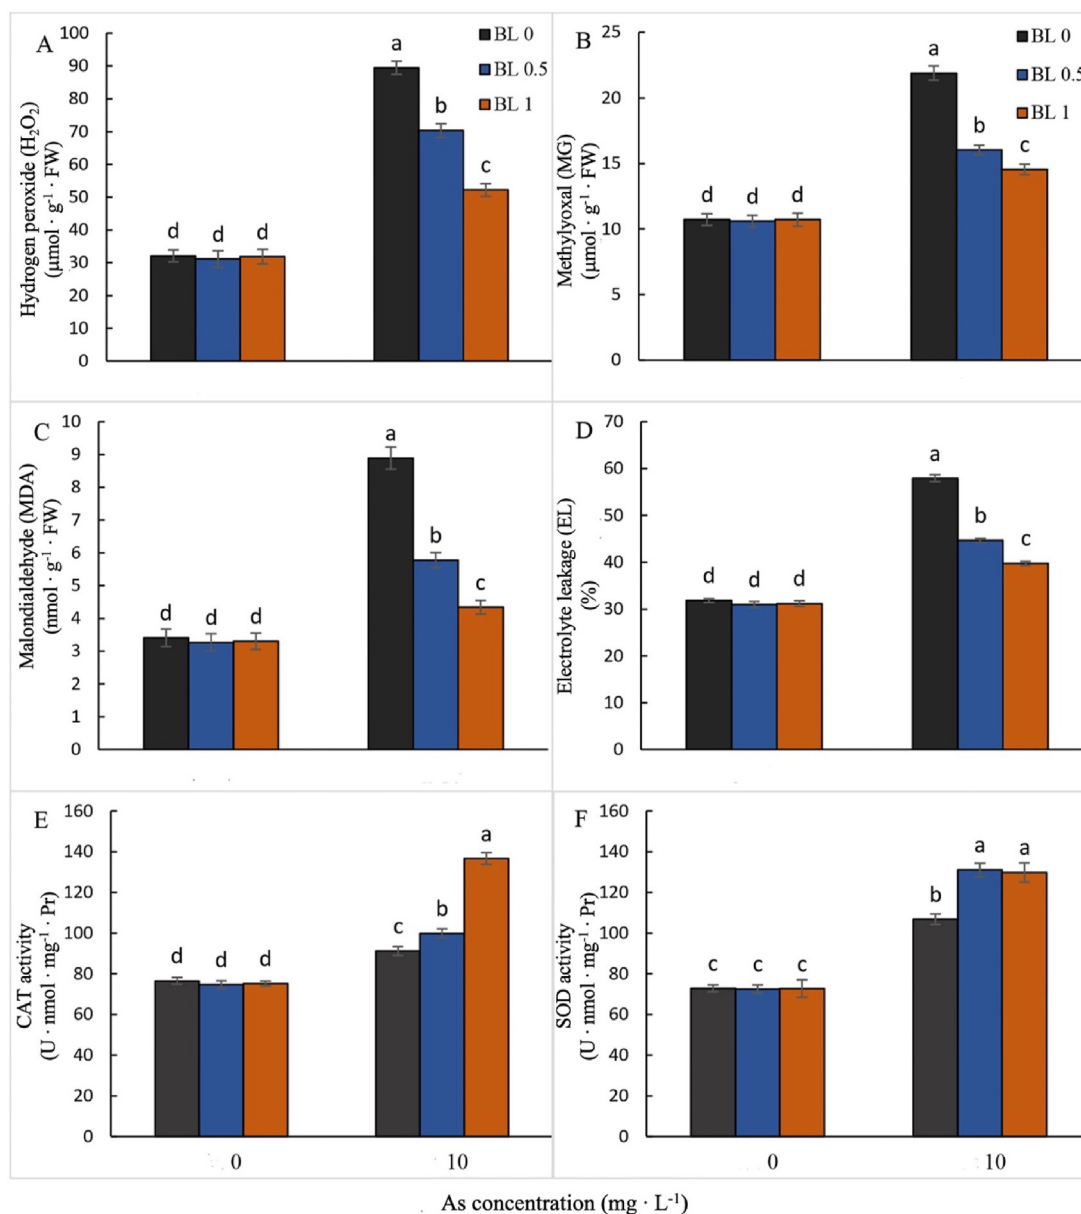 A
Hydrogen peroxide (H₂O₂)
(µmol · g⁻¹ · FW)
100
90
80
70
60
50
40
30
20
10
0
d d d
a
b
c
BL 0
BL 0.5
BL 1
B
Methylyoxal (MG)
(µmol · g⁻¹ · FW)
25
20
15
10
5
0
d d d
a
b
c
BL 0
BL 0.5
BL 1
C
Malondialdehyde (MDA)
(nmol · g⁻¹ · FW)
10
9
8
7
6
5
4
3
2
1
0
d d d
a
b
c
D
Electrolyte leakage (EL)
(%)
70
60
50
40
30
20
10
0
d d d
a
b
c
E
CAT activity
(U · nmol · mg⁻¹ · Pr)
160
140
120
100
80
60
40
20
0
d d d
c
b
a
0 10
F
SOD activity
(U · nmol · mg⁻¹ · Pr)
160
140
120
100
80
60
40
20
0
c c c
b
a a
0 10
As concentration (mg · L⁻¹)